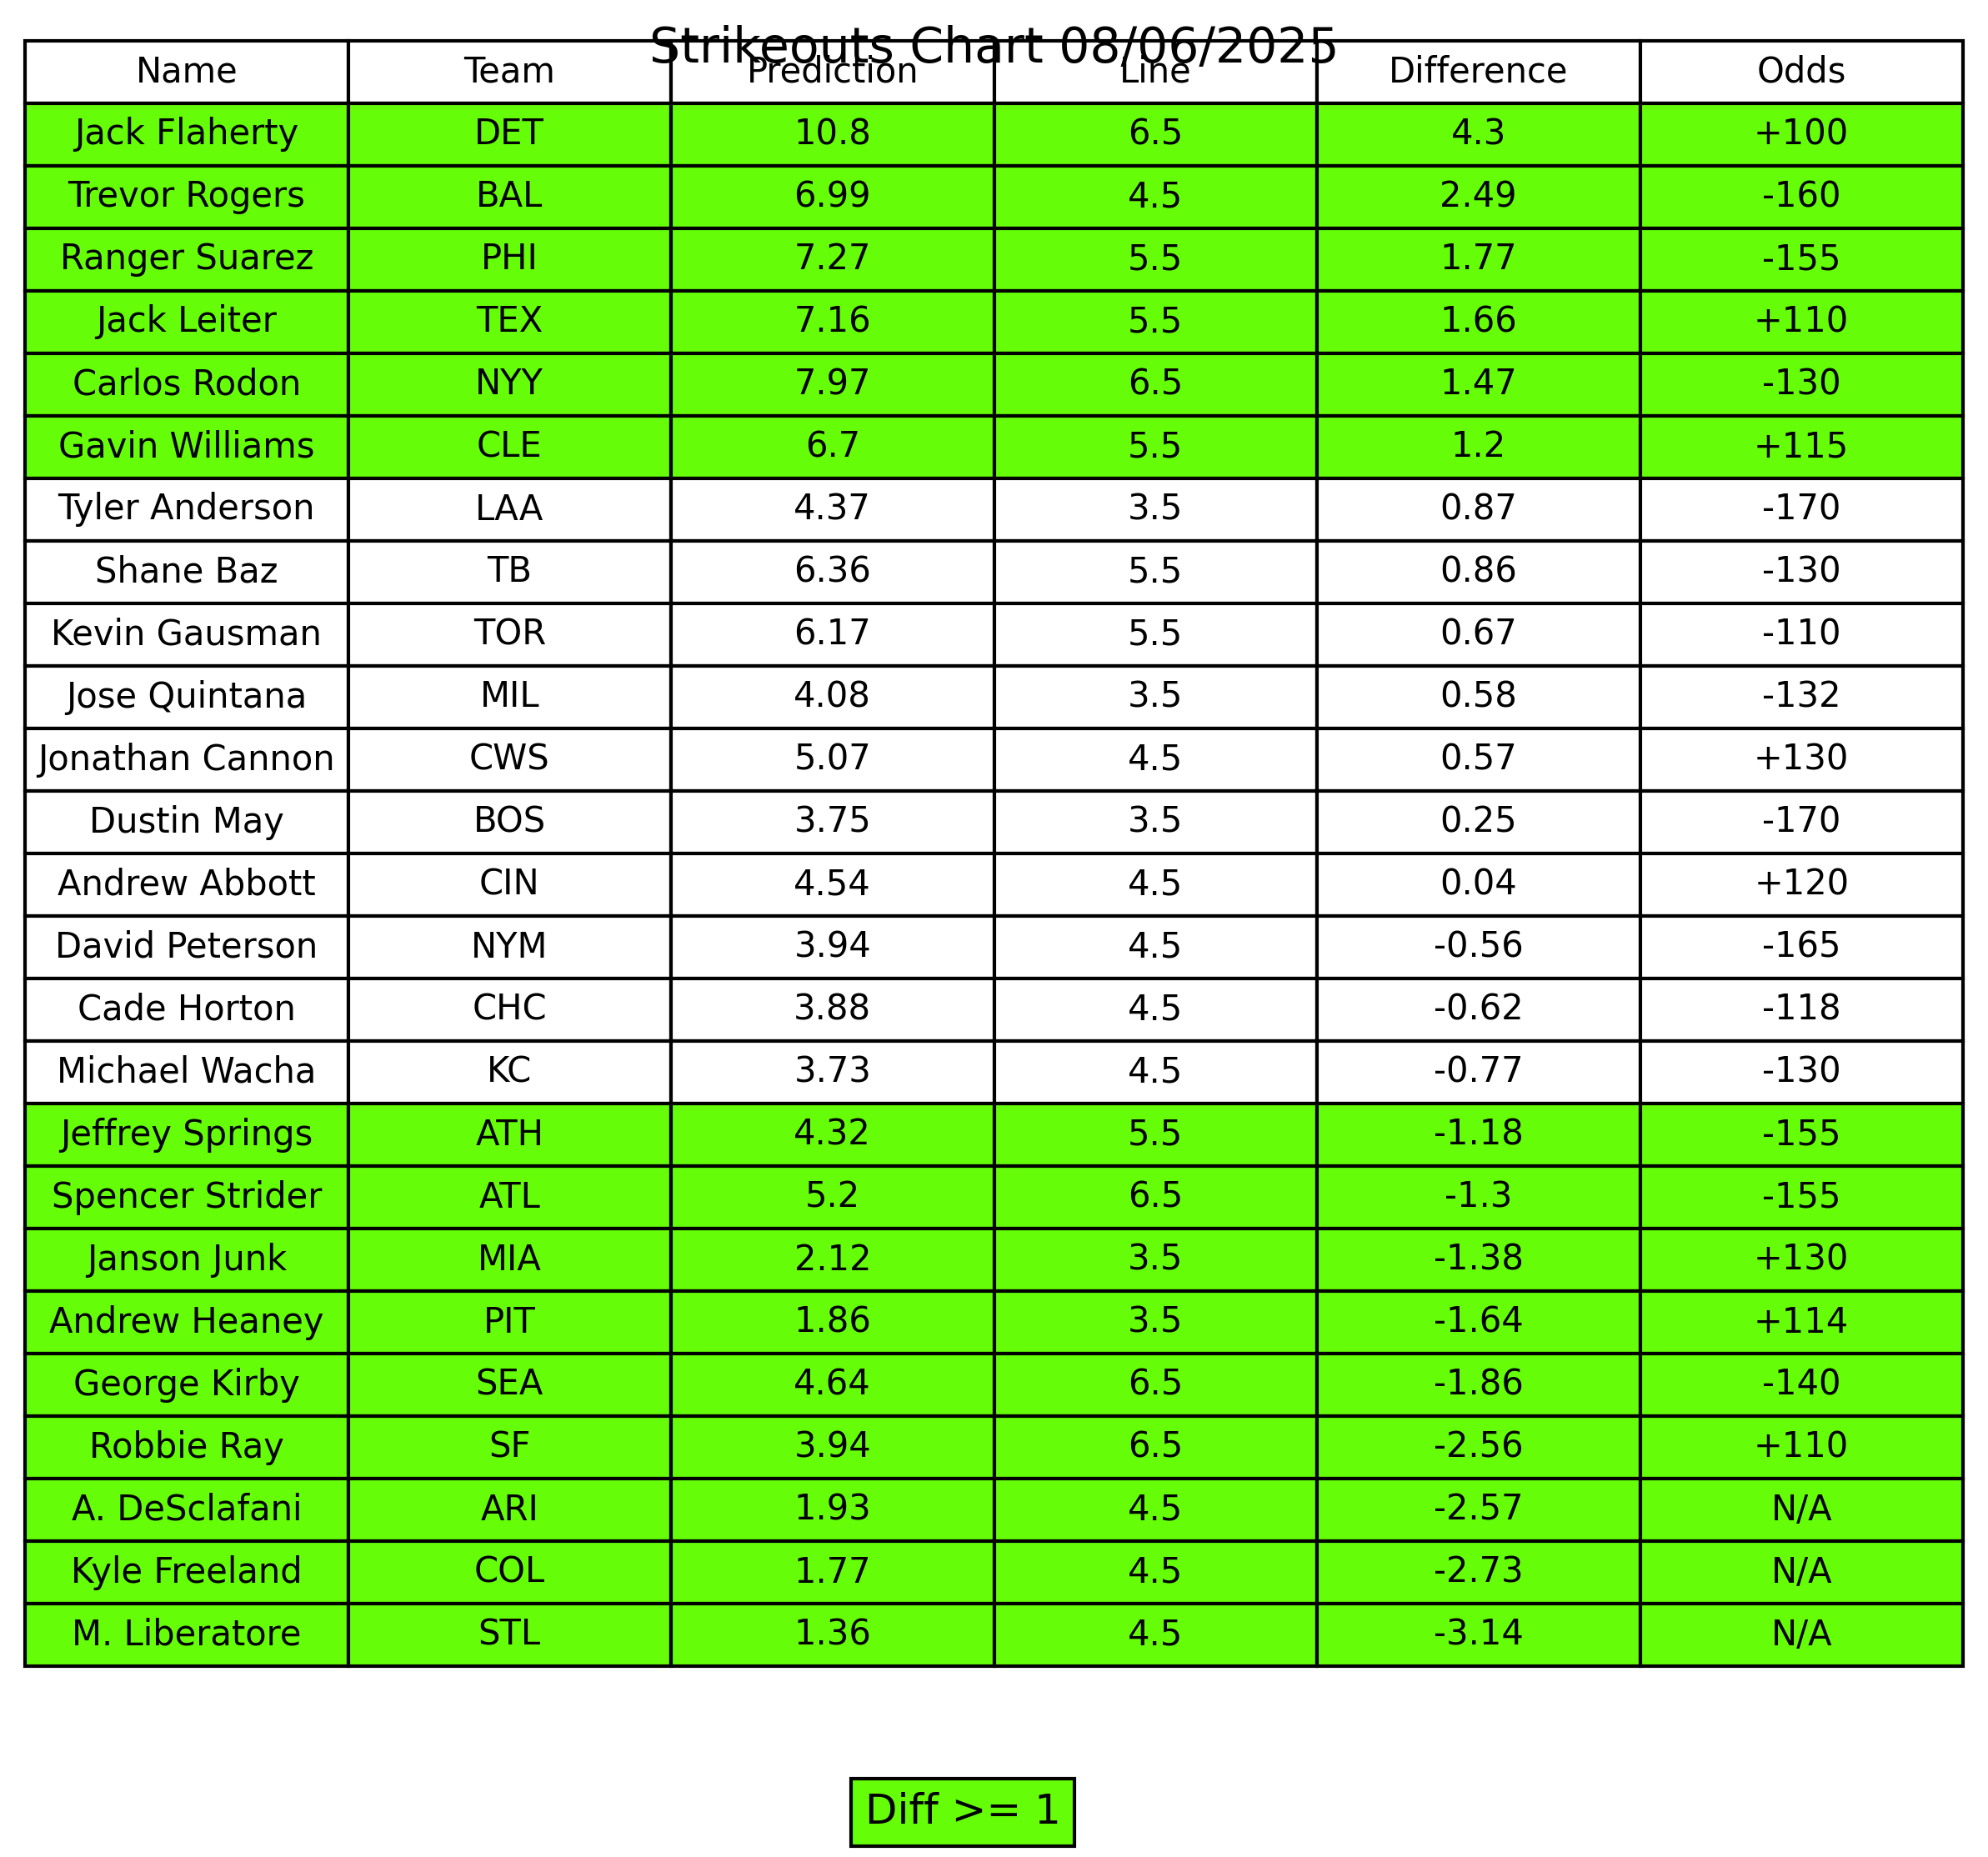 Strikeouts Chart 08/06/2025
Name Team Prediction Line Difference Odds
Jack Flaherty DET 10.8 6.5 4.3 +100
Trevor Rogers BAL 6.99 4.5 2.49 -160
Ranger Suarez PHI 7.27 5.5 1.77 -155
Jack Leiter TEX 7.16 5.5 1.66 +110
Carlos Rodon NYY 7.97 6.5 1.47 -130
Gavin Williams CLE 6.7 5.5 1.2 +115
Tyler Anderson LAA 4.37 3.5 0.87 -170
Shane Baz TB 6.36 5.5 0.86 -130
Kevin Gausman TOR 6.17 5.5 0.67 -110
Jose Quintana MIL 4.08 3.5 0.58 -132
Jonathan Cannon CWS 5.07 4.5 0.57 +130
Dustin May BOS 3.75 3.5 0.25 -170
Andrew Abbott CIN 4.54 4.5 0.04 +120
David Peterson NYM 3.94 4.5 -0.56 -165
Cade Horton CHC 3.88 4.5 -0.62 -118
Michael Wacha KC 3.73 4.5 -0.77 -130
Jeffrey Springs ATH 4.32 5.5 -1.18 -155
Spencer Strider ATL 5.2 6.5 -1.3 -155
Janson Junk MIA 2.12 3.5 -1.38 +130
Andrew Heaney PIT 1.86 3.5 -1.64 +114
George Kirby SEA 4.64 6.5 -1.86 -140
Robbie Ray SF 3.94 6.5 -2.56 +110
A. DeSclafani ARI 1.93 4.5 -2.57 N/A
Kyle Freeland COL 1.77 4.5 -2.73 N/A
M. Liberatore STL 1.36 4.5 -3.14 N/A
Diff >= 1